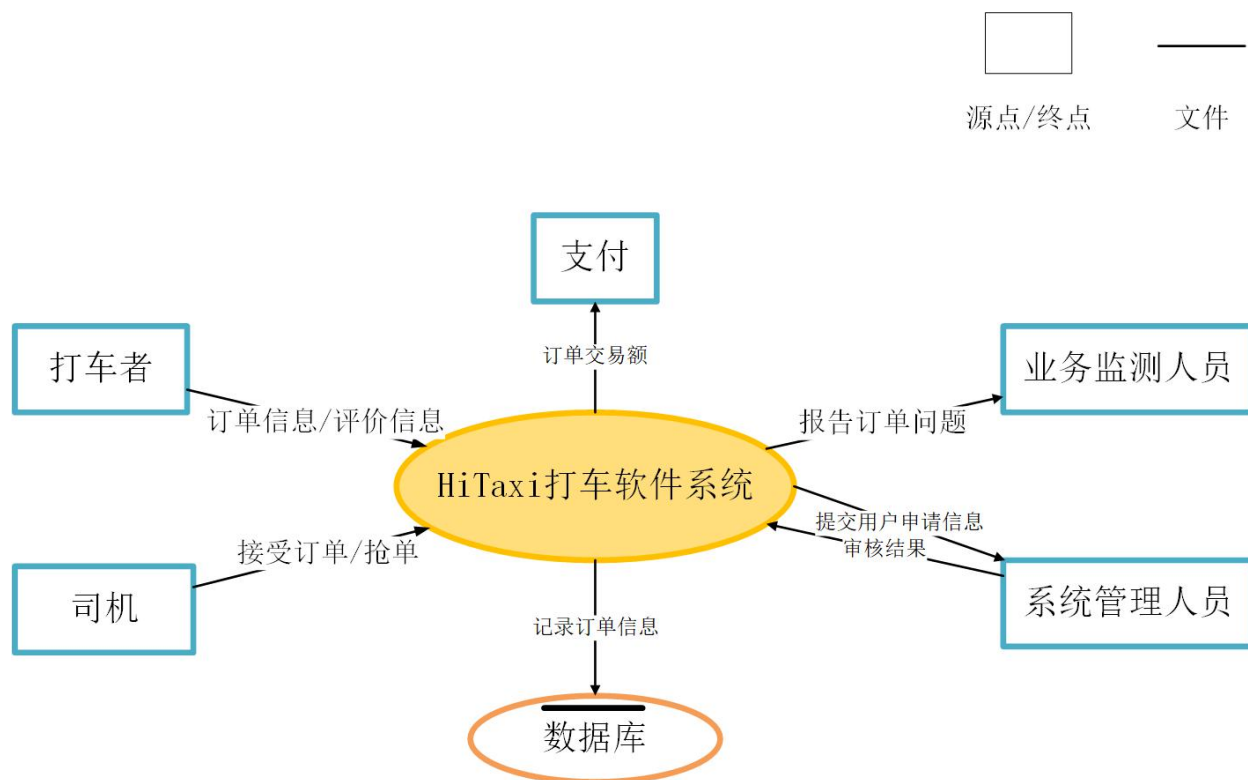 源点/终点
文件
支付
打车者
业务监测人员
订单交易额
订单信息/评价信息
报告订单问题
HiTaxi打车软件系统
提交用户申请信息
审核结果
接受订单/抢单
司机
系统管理人员
记录订单信息
数据库